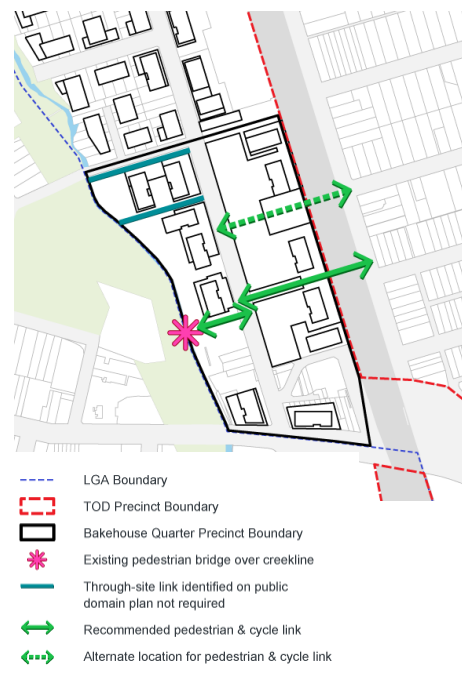 LGA Boundary
TOD Precinct Boundary
Bakehouse Quarter Precinct Boundary
Existing pedestrian bridge over creekline
Through-site link identified on public
domain plan not required
Recommended pedestrian & cycle link
Alternate location for pedestrian & cycle link